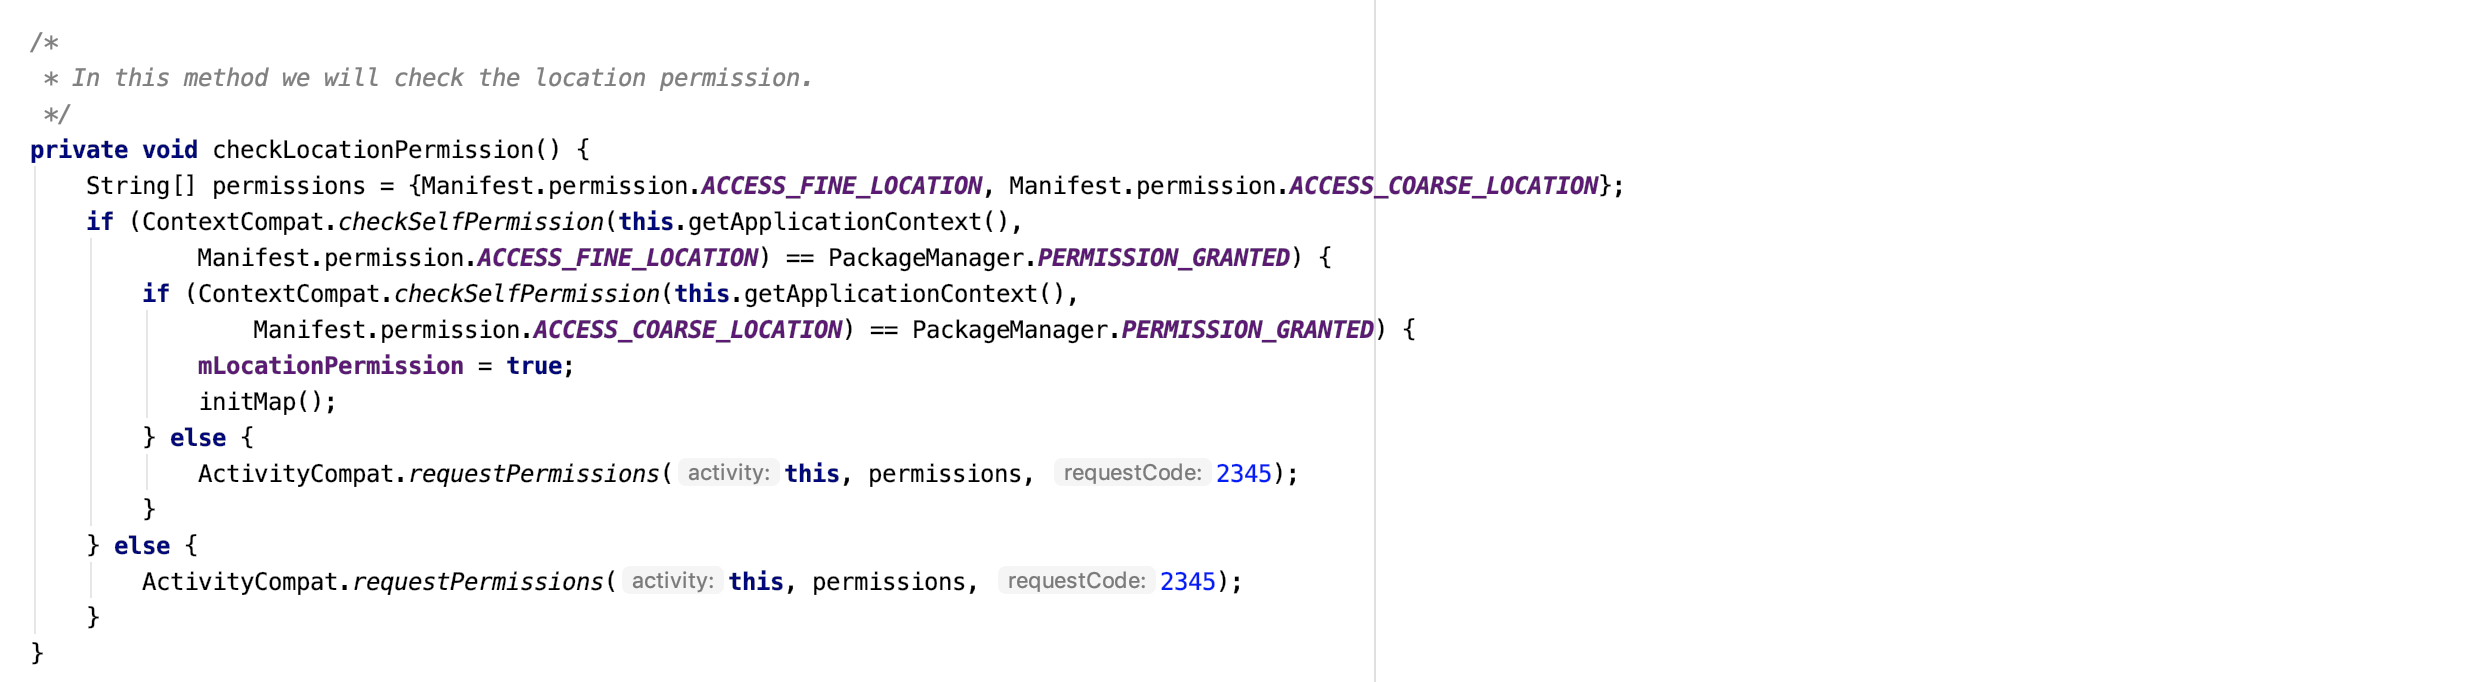 /*
 * In this method we will check the location permission.
 */
private void checkLocationPermission() {
    String[] permissions = {Manifest.permission.ACCESS_FINE_LOCATION, Manifest.permission.ACCESS_COARSE_LOCATION};
    if (ContextCompat.checkSelfPermission(this.getApplicationContext(),
            Manifest.permission.ACCESS_FINE_LOCATION) == PackageManager.PERMISSION_GRANTED) {
        if (ContextCompat.checkSelfPermission(this.getApplicationContext(),
                Manifest.permission.ACCESS_COARSE_LOCATION) == PackageManager.PERMISSION_GRANTED) {
            mLocationPermission = true;
            initMap();
        } else {
            ActivityCompat.requestPermissions( activity: this, permissions, requestCode: 2345);
        }
    } else {
        ActivityCompat.requestPermissions( activity: this, permissions, requestCode: 2345);
    }
}